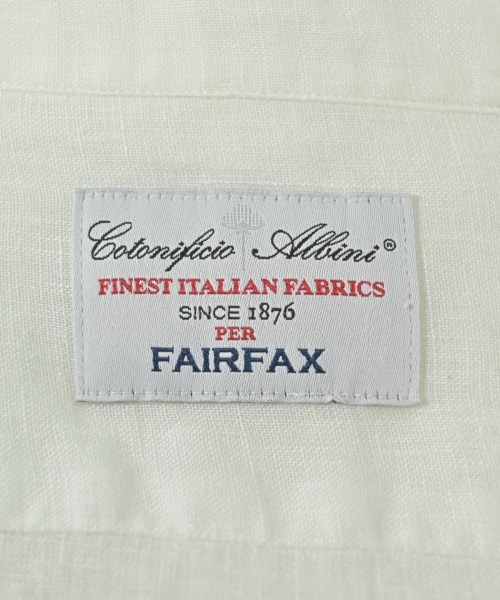 Cotonificio Albini®
FINEST ITALIAN FABRICS
SINCE 1876
PER
FAIRFAX